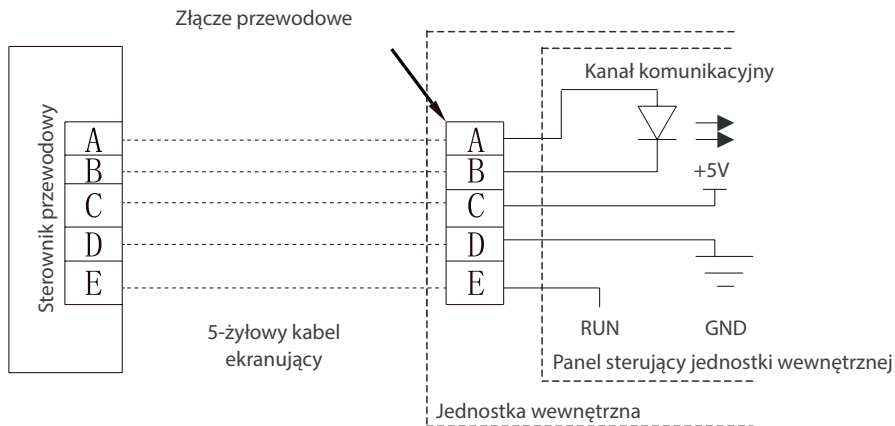 Złącze przewodowe
Kanał komunikacyjny
Sterownik przewodowy
A
B
C
D
E
A
B
C
D
E
+5V
RUN
GND
5-żyłowy kabel
ekranujący
Panel sterujący jednostki wewnętrznej
Jednostka wewnętrzna